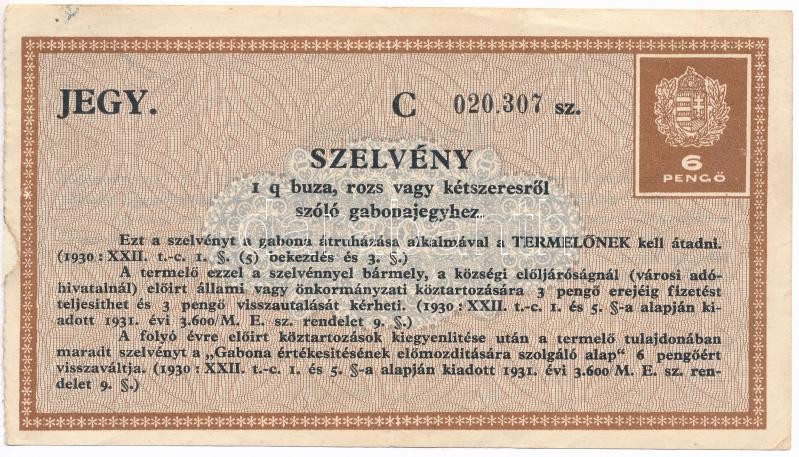 JEGY.
C 020.307 sz.
6
PENGŐ
SZELVÉNY
1 q buza, rozs vagy kétszeresről
szóló gabonajegyhez.
Ezt a szelvényt a gabona átruházása alkalmával a TERMELŐNEK kell átadni.
(1930 : XXII. t.-c. 1. §. (5) bekezdés és 3. §.)
A termelő ezzel a szelvénnyel bármely, a községi előljáróságnál (városi adó-
hivatalnál) előirt állami vagy önkormányzati köztartozására 3 pengő erejéig fizetést
teljesithet és 3 pengő visszautalását kérheti. (1930 : XXII. t.-c. 1. és 5. §-a alapján ki-
adott 1931. évi 3.600/M. E. sz. rendelet 9. §.)
A folyó évre előirt köztartozások kiegyenlitése után a termelő tulajdonában
maradt szelvényt a „Gabona értékesitésének előmozditására szolgáló alap“ 6 pengőért
visszaváltja. (1930 : XXII. t.-c. 1. és 5. §-a alapján kiadott 1931. évi 3.600/M. E. sz. ren-
delet 9. §.)